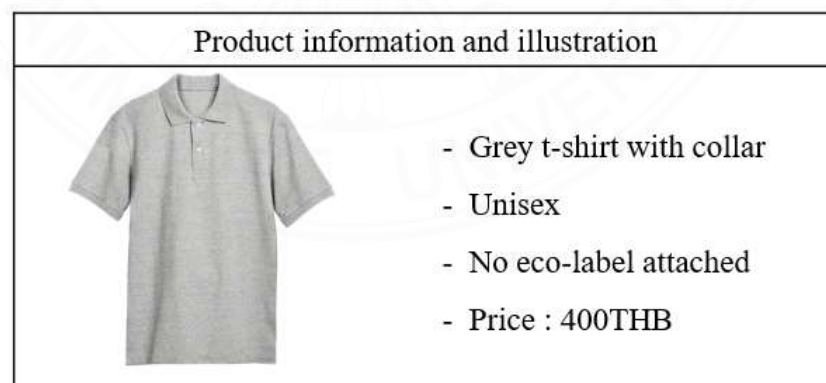 Product information and illustration
- Grey t-shirt with collar
- Unisex
- No eco-label attached
- Price : 400THB